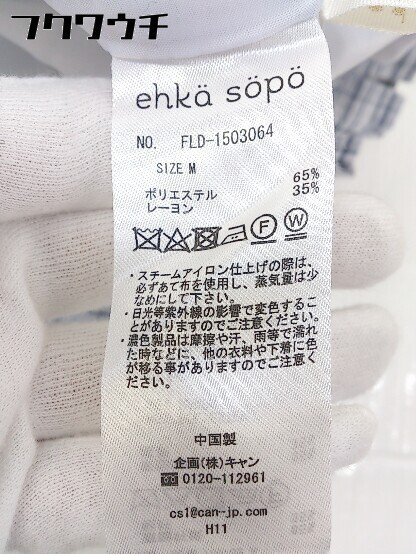 フクワウチ
ehkä söpö
NO. FLD-1503064
SIZE M
ポリエステル 65%
レーヨン 35%
F W
・スチームアイロン仕上げの際は、
必ずあて布を使用し、蒸気量は少
なめにして下さい。
・日光等紫外線の影響で変色するこ
とがありますのでご注意ください。
・濃色製品は摩擦や汗、雨等で濡れ
た時などに、他の衣料や下着に色
が移る事がありますのでご注意く
ださい。
中国製
企画(株)キャン
0120-112961
cs1@can-jp.com
H11